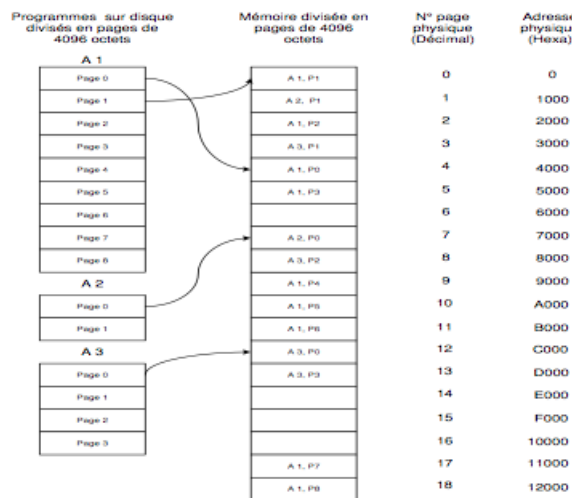 Programmes sur disque
divisés en pages de
4096 octets
A 1
Page 0
Page 1
Page 2
Page 3
Page 4
Page 5
Page 6
Page 7
Page 8
A 2
Page 0
Page 1
A 3
Page 0
Page 1
Page 2
Page 3
Mémoire divisée en
pages de 4096
octets
A 1, P1
A 2, P1
A 1, P2
A 3, P1
A 1, P0
A 1, P3
A 2, P0
A 3, P2
A 1, P4
A 1, P5
A 1, P6
A 3, P0
A 3, P3
A 1, P7
A 1, P8
N° page
physique
(Décimal)
0
1
2
3
4
5
6
7
8
9
10
11
12
13
14
15
16
17
18
Adresse
physique
(Hexa)
0
1000
2000
3000
4000
5000
6000
7000
8000
9000
A000
B000
C000
D000
E000
F000
10000
11000
12000